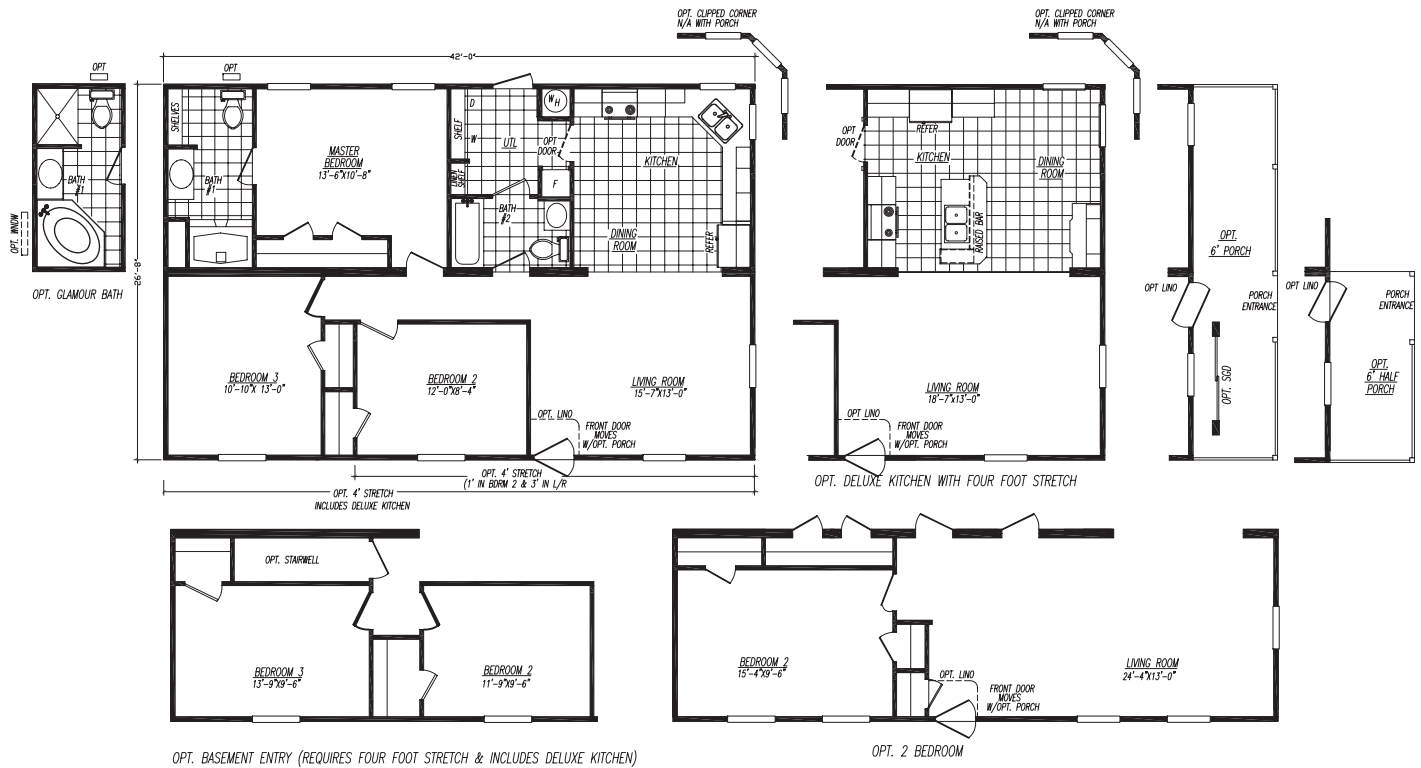 OPT. CLIPPED CORNER
N/A WITH PORCH
OPT. CLIPPED CORNER
N/A WITH PORCH
42'-0"
OPT
OPT
BATH
#1
OPT. WNDW
OPT. GLAMOUR BATH
26'-8"
SHELVES
BATH
#1
MASTER
BEDROOM
13'-6"X10'-8"
SHELF
D
W
LINEN
SHELF
UTL
WH
OPT
DOOR
F
BATH
#2
KITCHEN
DINING
ROOM
REFER
BEDROOM 3
10'-10"X 13'-0"
BEDROOM 2
12'-0"X8'-4"
LIVING ROOM
15'-7"X13'-0"
OPT. LINO
FRONT DOOR
MOVES
W/OPT. PORCH
OPT. 4' STRETCH
(1' IN BDRM 2 & 3' IN L/R
OPT. 4' STRETCH
INCLUDES DELUXE KITCHEN
OPT
DOOR
REFER
KITCHEN
DINING
ROOM
RAISED BAR
LIVING ROOM
18'-7"x13'-0"
OPT LINO
FRONT DOOR
MOVES
W/OPT. PORCH
OPT. DELUXE KITCHEN WITH FOUR FOOT STRETCH
OPT.
6' PORCH
OPT LINO
PORCH
ENTRANCE
OPT. SGD
OPT LINO
PORCH
ENTRANCE
OPT.
6' HALF
PORCH
OPT. STAIRWELL
BEDROOM 3
13'-9"X9'-6"
BEDROOM 2
11'-9"X9'-6"
OPT. BASEMENT ENTRY (REQUIRES FOUR FOOT STRETCH & INCLUDES DELUXE KITCHEN)
BEDROOM 2
15'-4"X9'-6"
LIVING ROOM
24'-4"X13'-0"
OPT. LINO
FRONT DOOR
MOVES
W/OPT. PORCH
OPT. 2 BEDROOM